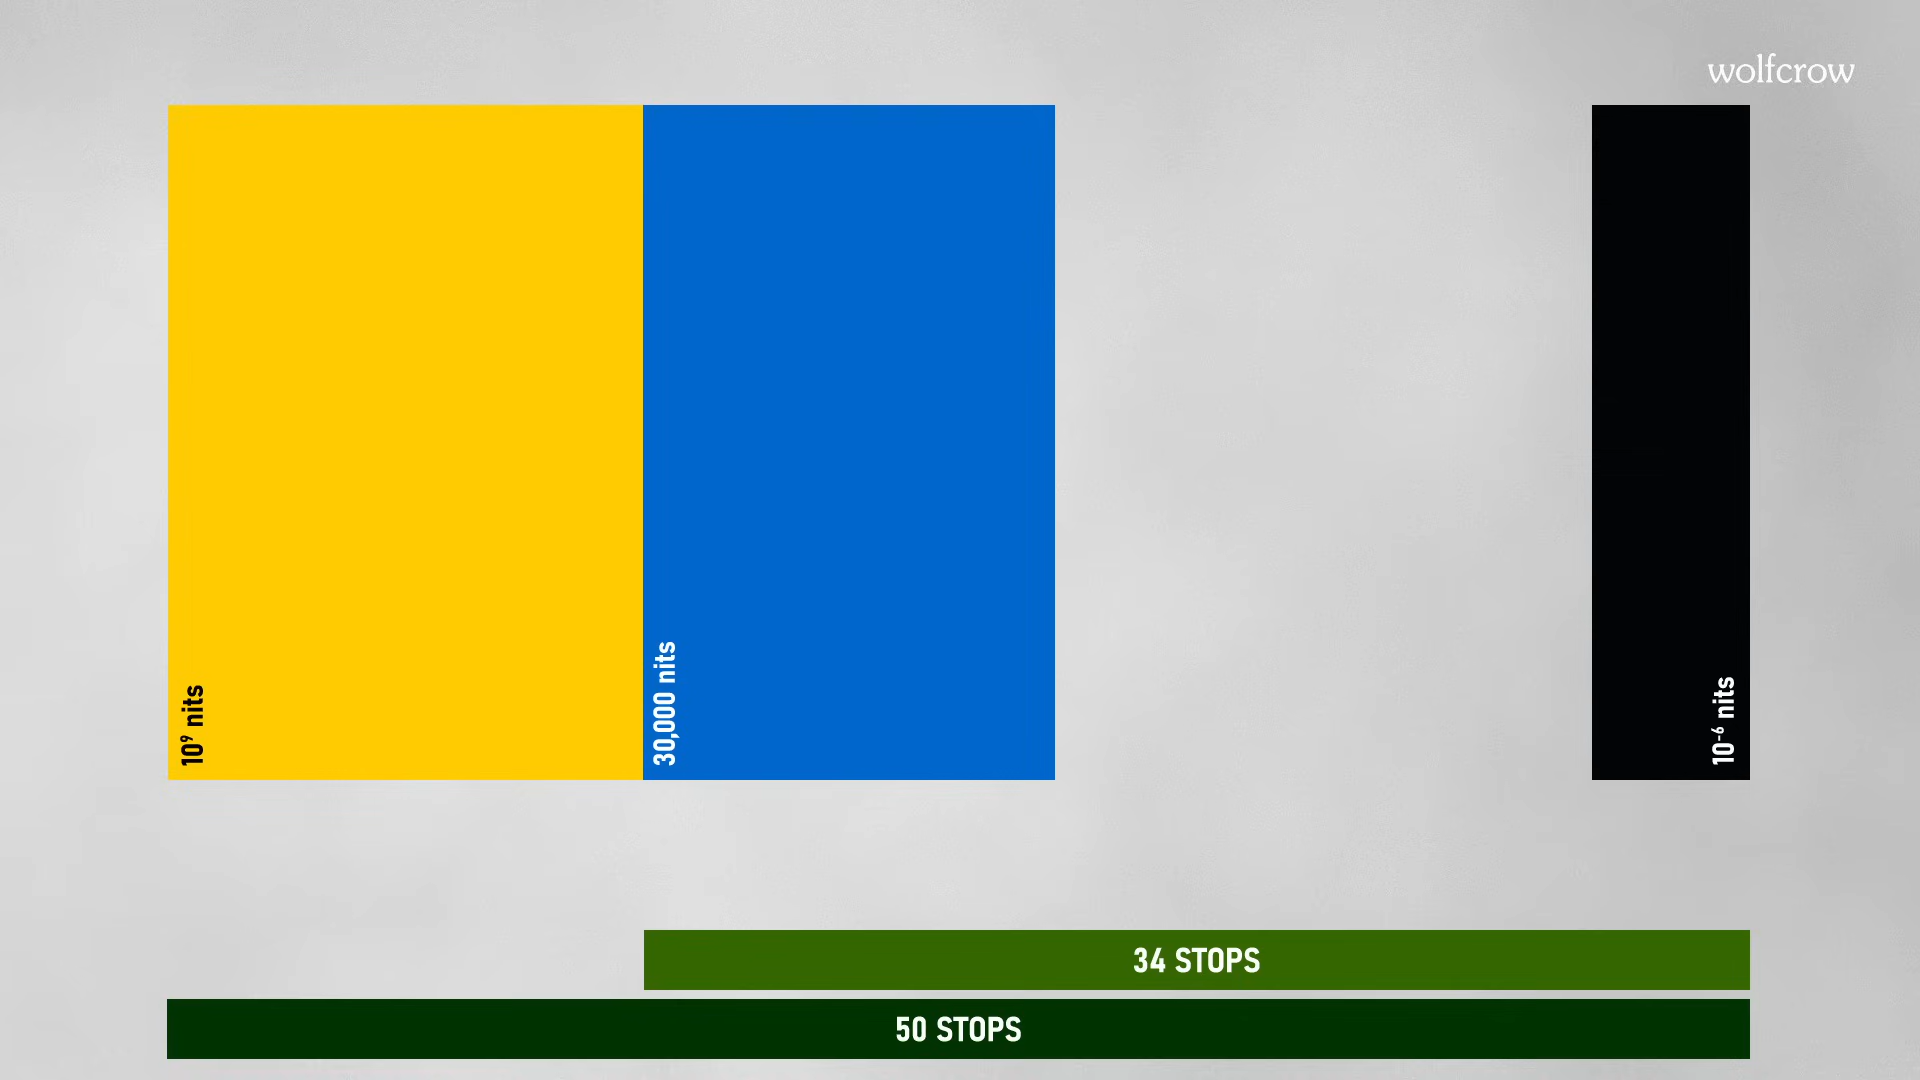 wolfcrow
10⁹ nits
30,000 nits
10⁻⁶ nits
34 STOPS
50 STOPS